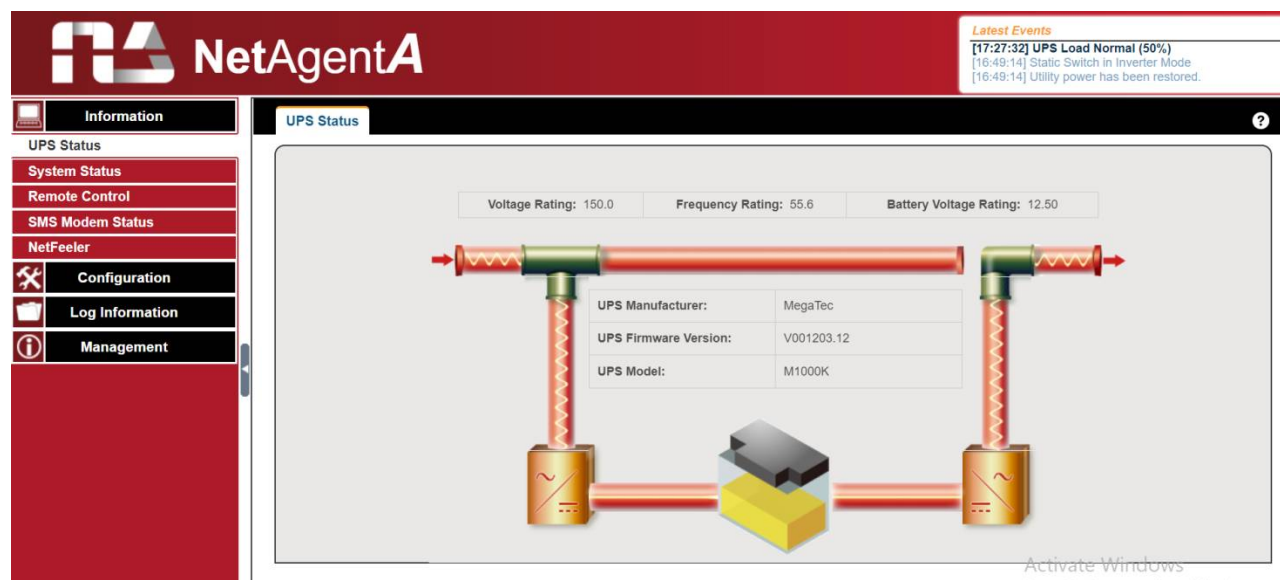 NetAgentA
Latest Events
[17:27:32] UPS Load Normal (50%)
[16:49:14] Static Switch in Inverter Mode
[16:49:14] Utility power has been restored.
Information
UPS Status
System Status
Remote Control
SMS Modem Status
NetFeeler
Configuration
Log Information
Management
UPS Status
?
Voltage Rating: 150.0 Frequency Rating: 55.6 Battery Voltage Rating: 12.50
UPS Manufacturer: MegaTec
UPS Firmware Version: V001203.12
UPS Model: M1000K
Activate Windows